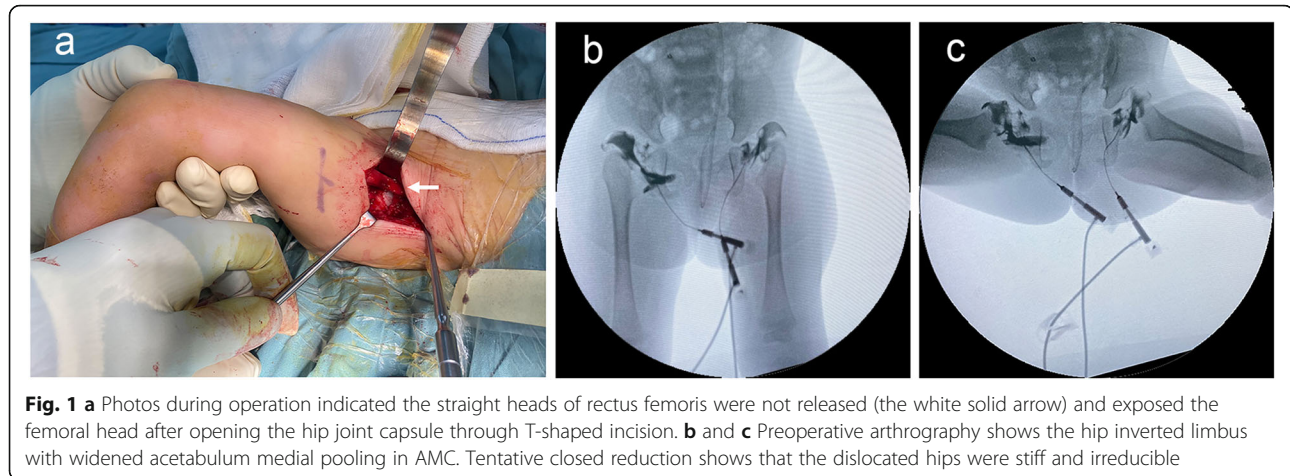 a
b
c
Fig. 1 a Photos during operation indicated the straight heads of rectus femoris were not released (the white solid arrow) and exposed the
femoral head after opening the hip joint capsule through T-shaped incision. b and c Preoperative arthrography shows the hip inverted limbus
with widened acetabulum medial pooling in AMC. Tentative closed reduction shows that the dislocated hips were stiff and irreducible